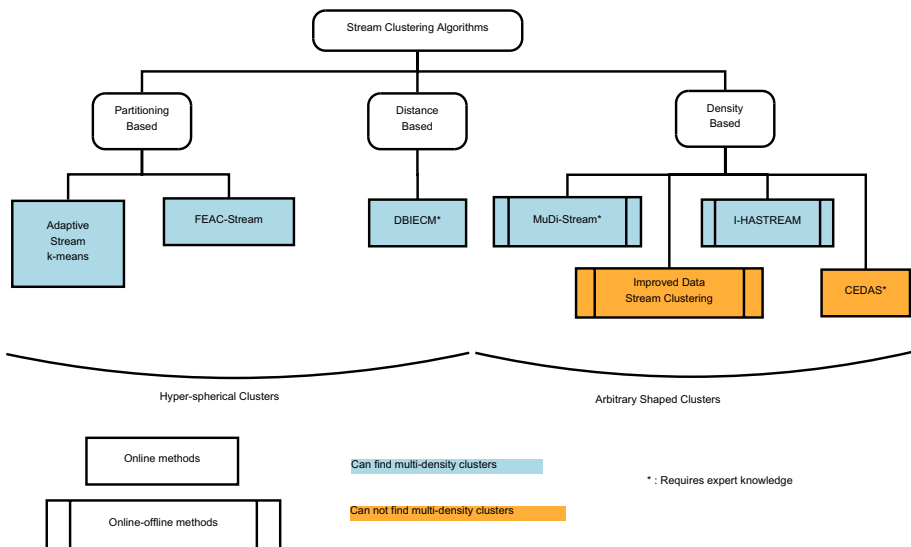 Stream Clustering Algorithms
Partitioning
Based
Distance
Based
Density
Based
Adaptive
Stream
k-means
FEAC-Stream
DBIECM*
MuDi-Stream*
I-HASTREAM
Improved Data
Stream Clustering
CEDAS*
Hyper-spherical Clusters
Arbitrary Shaped Clusters
Online methods
Can find multi-density clusters
* : Requires expert knowledge
Can not find multi-density clusters
Online-offline methods